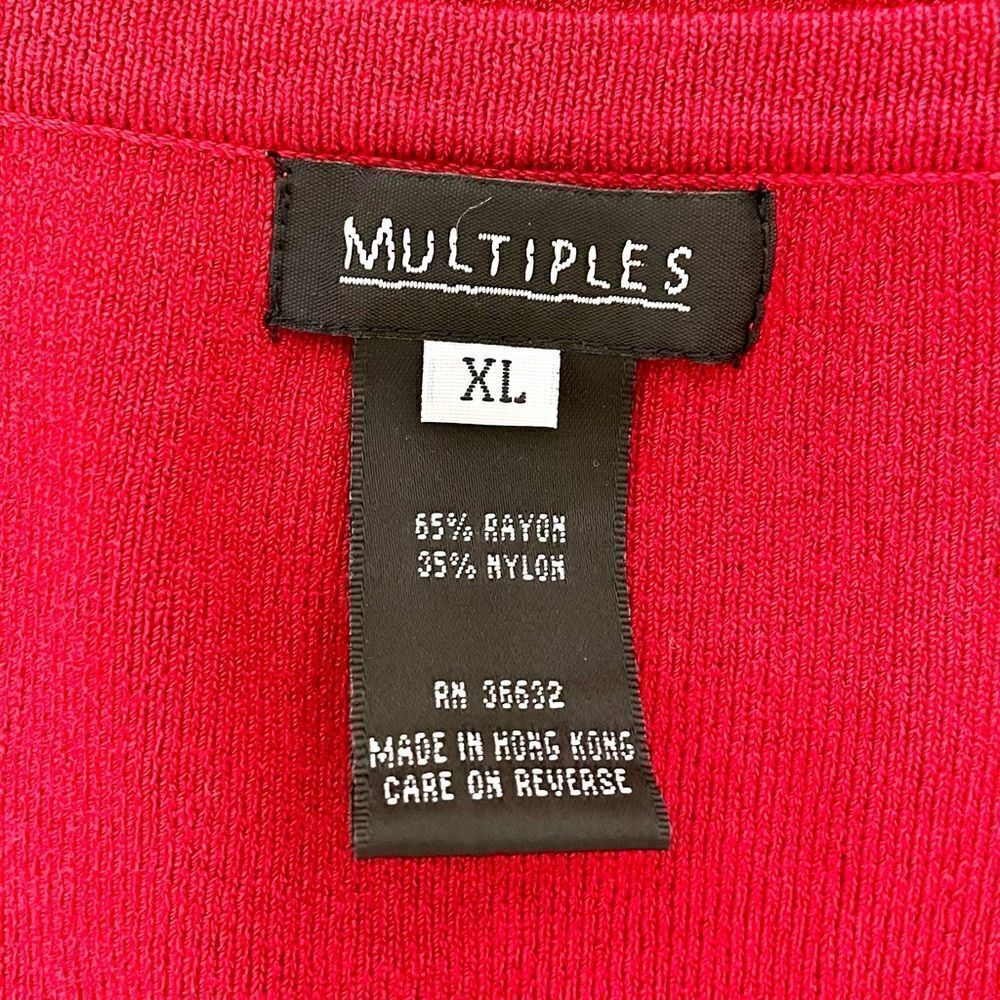 MULTIPLES
XL
65% RAYON
35% NYLON
RN 36632
MADE IN HONG KONG
CARE ON REVERSE